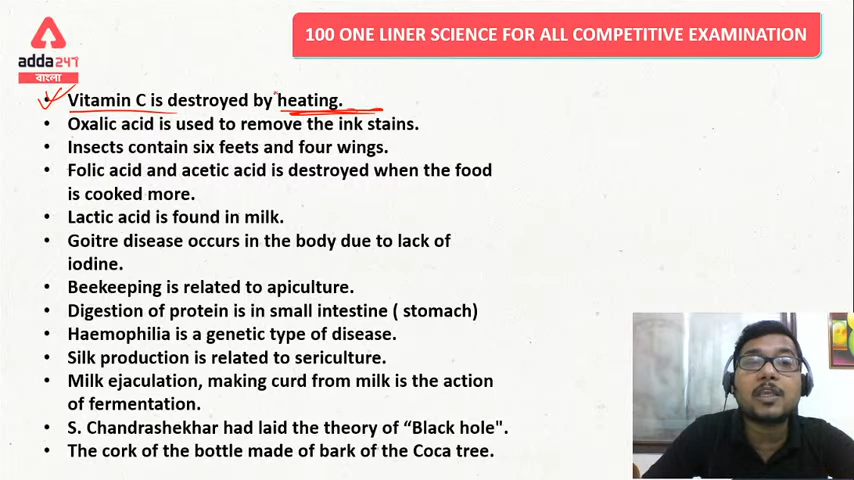 100 ONE LINER SCIENCE FOR ALL COMPETITIVE EXAMINATION
adda247
বাংলা
• Vitamin C is destroyed by heating.
• Oxalic acid is used to remove the ink stains.
• Insects contain six feets and four wings.
• Folic acid and acetic acid is destroyed when the food
is cooked more.
• Lactic acid is found in milk.
• Goitre disease occurs in the body due to lack of
iodine.
• Beekeeping is related to apiculture.
• Digestion of protein is in small intestine ( stomach)
• Haemophilia is a genetic type of disease.
• Silk production is related to sericulture.
• Milk ejaculation, making curd from milk is the action
of fermentation.
• S. Chandrashekhar had laid the theory of “Black hole".
• The cork of the bottle made of bark of the Coca tree.